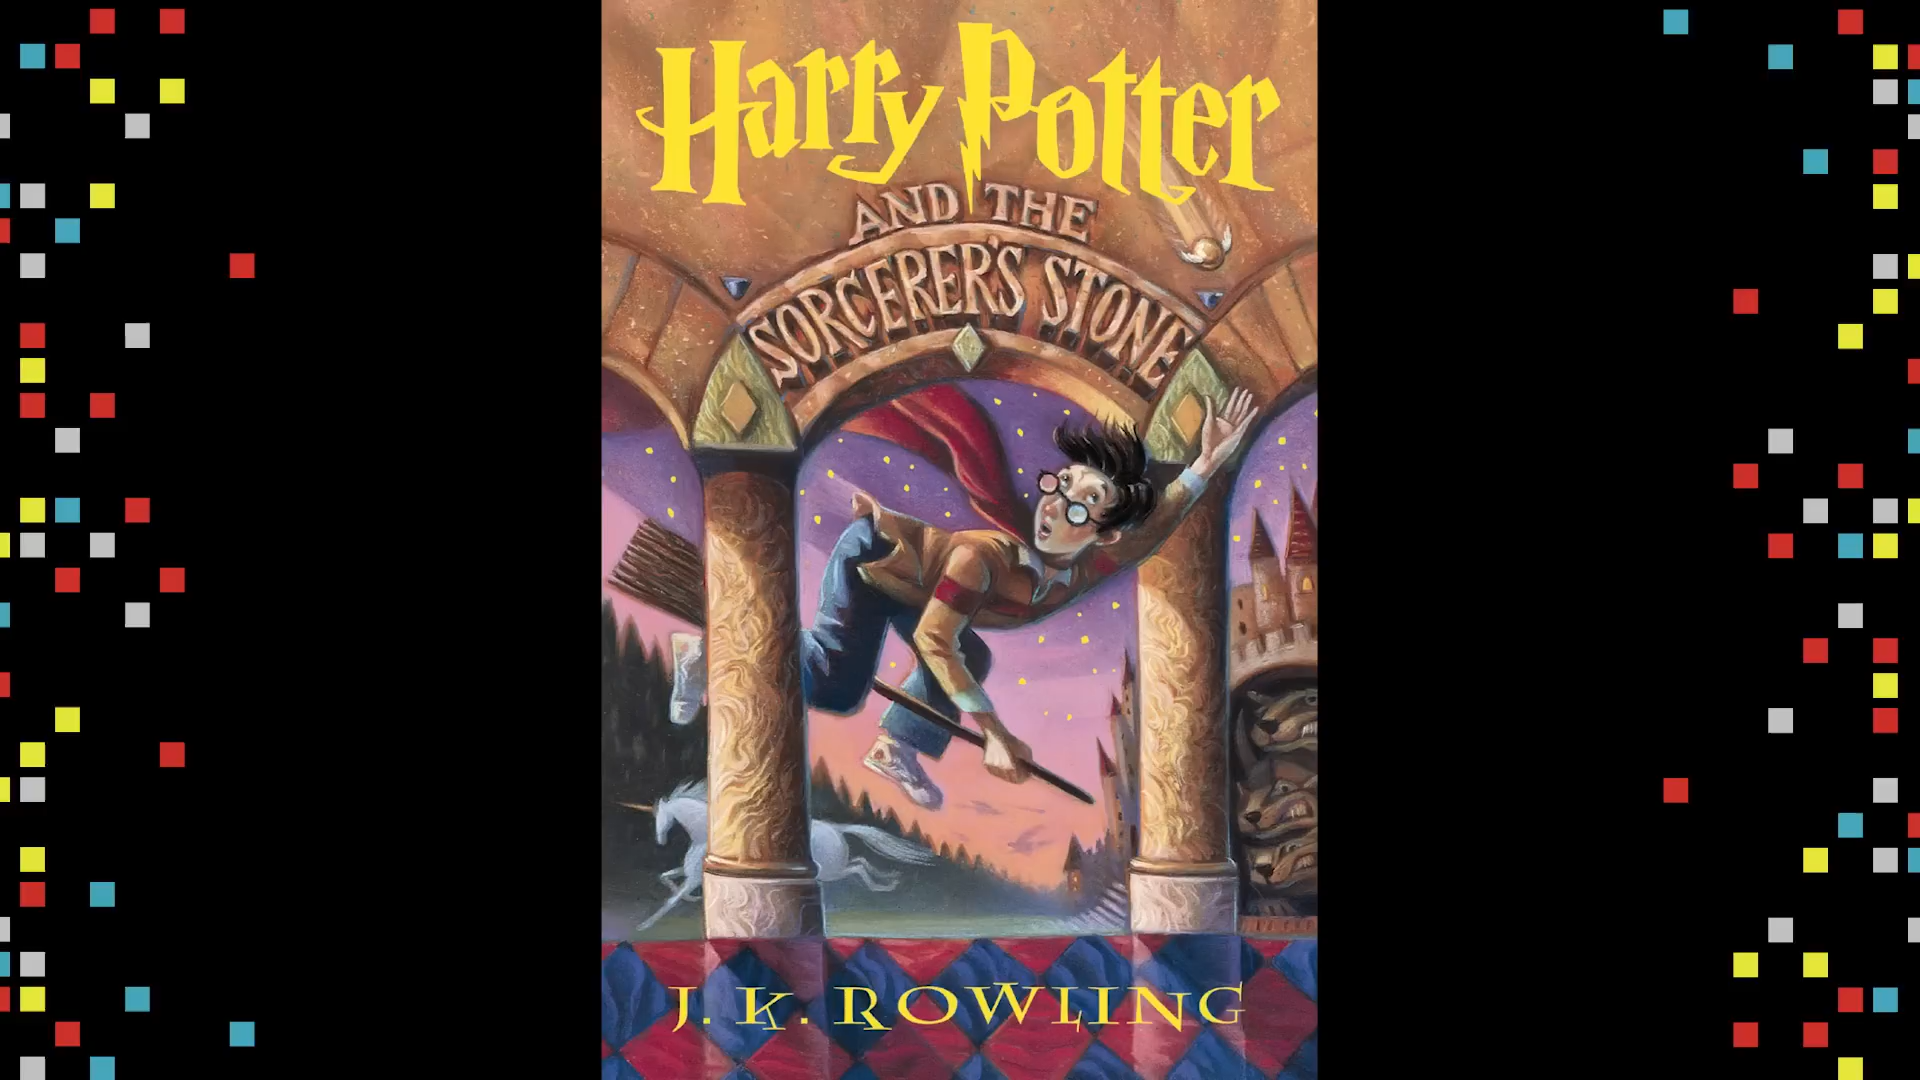 Harry Potter
AND THE
SORCERER'S STONE
J. K. ROWLING